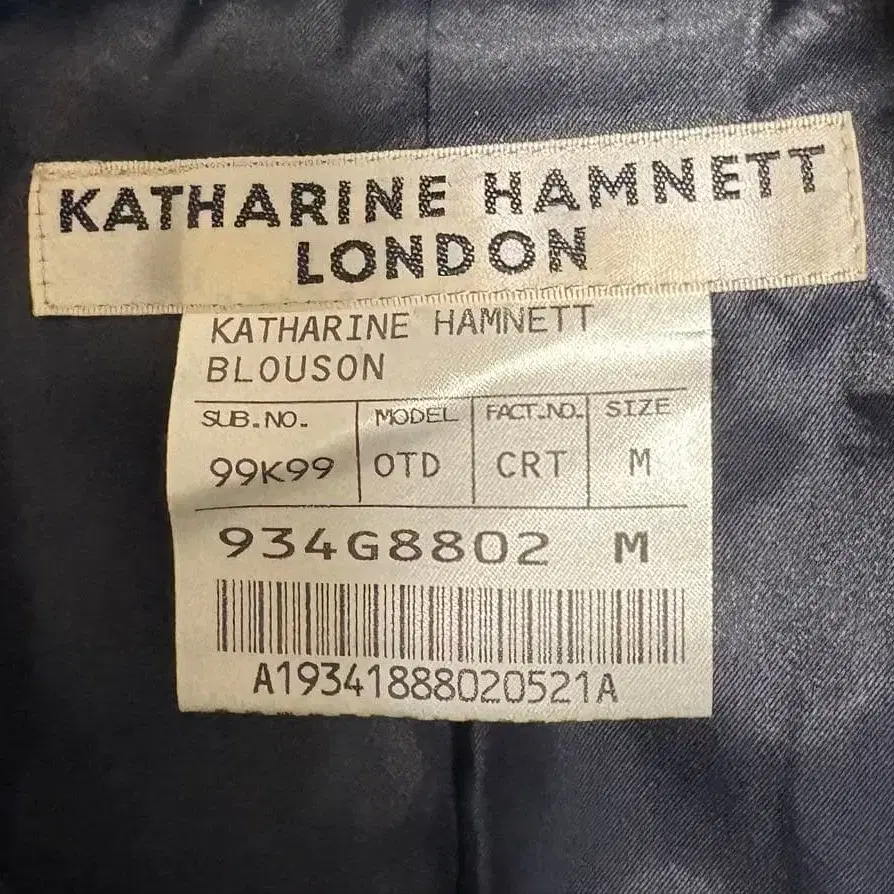 KATHARINE HAMNETT
LONDON
KATHARINE HAMNETT
BLOUSON
SUB.NO. MODEL FACT.NO. SIZE
99K99 OTD CRT M
934G8802 M
A19341888020521A